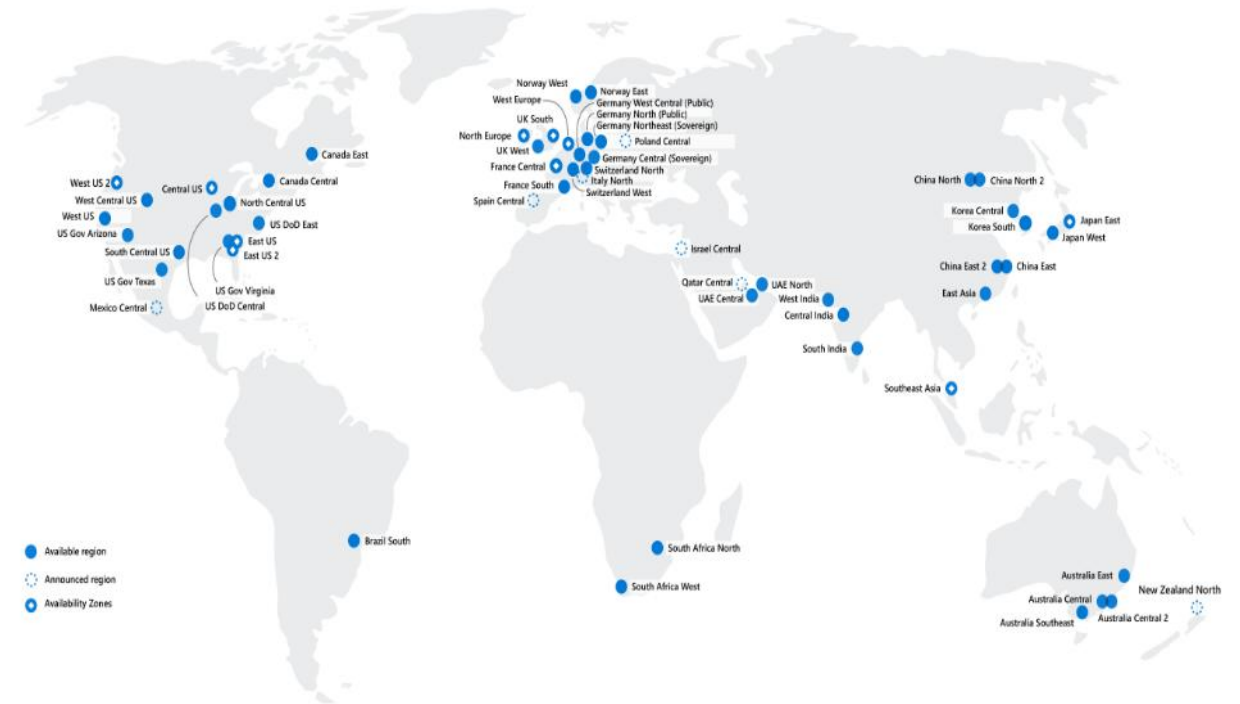 Norway West
Norway East
West Europe
Germany West Central (Public)
Germany North (Public)
UK South
Germany Northeast (Sovereign)
North Europe
Poland Central
UK West
Canada East
Germany Central (Sovereign)
France Central
Switzerland North
West US 2
Central US
Canada Central
Italy North
China North
China North 2
France South
Switzerland West
West Central US
North Central US
Spain Central
Korea Central
West US
Japan East
US DoD East
Korea South
US Gov Arizona
Japan West
East US
Israel Central
South Central US
East US 2
China East 2
China East
US Gov Texas
Qatar Central
UAE North
US Gov Virginia
East Asia
UAE Central
West India
Mexico Central
US DoD Central
Central India
South India
Southeast Asia
Brazil South
South Africa North
Available region
Australia East
Announced region
South Africa West
New Zealand North
Australia Central
Availability Zones
Australia Central 2
Australia Southeast